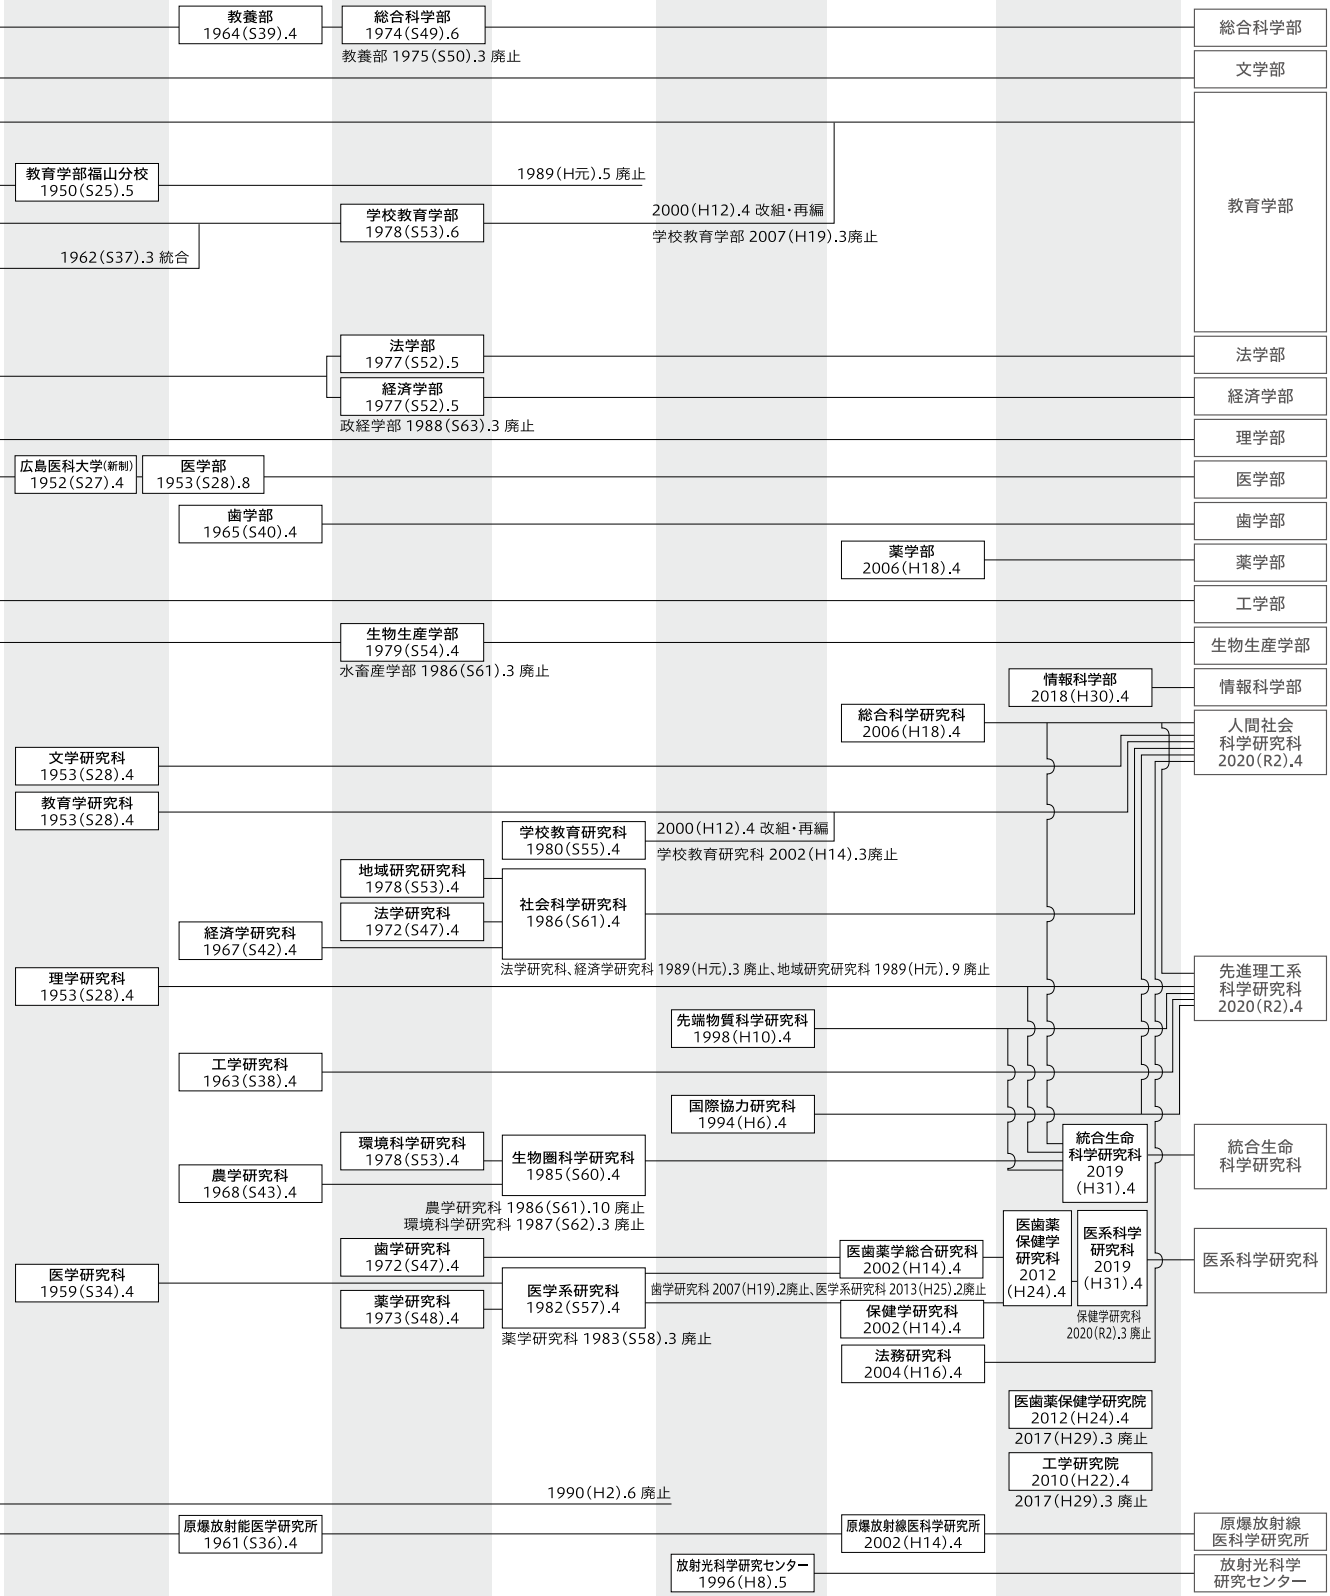 教養部
1964(S39).4
総合科学部
1974(S49).6
教養部 1975(S50).3 廃止
総合科学部
文学部
教育学部福山分校
1950(S25).5
1989(H元).5 廃止
学校教育学部
1978(S53).6
2000(H12).4 改組・再編
学校教育学部 2007(H19).3廃止
教育学部
1962(S37).3 統合
法学部
1977(S52).5
法学部
経済学部
1977(S52).5
政経学部 1988(S63).3 廃止
経済学部
理学部
広島医科大学(新制)
1952(S27).4
医学部
1953(S28).8
医学部
歯学部
1965(S40).4
歯学部
薬学部
2006(H18).4
薬学部
工学部
生物生産学部
1979(S54).4
水畜産学部 1986(S61).3 廃止
生物生産学部
情報科学部
2018(H30).4
情報科学部
総合科学研究科
2006(H18).4
人間社会
科学研究科
2020(R2).4
文学研究科
1953(S28).4
教育学研究科
1953(S28).4
学校教育研究科
1980(S55).4
2000(H12).4 改組・再編
学校教育研究科 2002(H14).3廃止
地域研究研究科
1978(S53).4
法学研究科
1972(S47).4
経済学研究科
1967(S42).4
社会科学研究科
1986(S61).4
法学研究科、経済学研究科 1989(H元).3 廃止、地域研究研究科 1989(H元).9 廃止
理学研究科
1953(S28).4
先進理工系
科学研究科
2020(R2).4
先端物質科学研究科
1998(H10).4
工学研究科
1963(S38).4
国際協力研究科
1994(H6).4
環境科学研究科
1978(S53).4
農学研究科
1968(S43).4
生物圏科学研究科
1985(S60).4
農学研究科 1986(S61).10 廃止
環境科学研究科 1987(S62).3 廃止
統合生命
科学研究科
2019
(H31).4
統合生命
科学研究科
歯学研究科
1972(S47).4
医学研究科
1959(S34).4
薬学研究科
1973(S48).4
医学系研究科
1982(S57).4
薬学研究科 1983(S58).3 廃止
医歯薬学総合研究科
2002(H14).4
歯学研究科 2007(H19).2廃止、医学系研究科 2013(H25).2廃止
保健学研究科
2002(H14).4
医歯薬
保健学
研究科
2012
(H24).4
医系科学
研究科
2019
(H31).4
保健学研究科
2020(R2).3 廃止
医系科学研究科
法務研究科
2004(H16).4
医歯薬保健学研究院
2012(H24).4
2017(H29).3 廃止
工学研究院
2010(H22).4
2017(H29).3 廃止
1990(H2).6 廃止
原爆放射能医学研究所
1961(S36).4
原爆放射線医科学研究所
2002(H14).4
原爆放射線
医科学研究所
放射光科学研究センター
1996(H8).5
放射光科学
研究センター